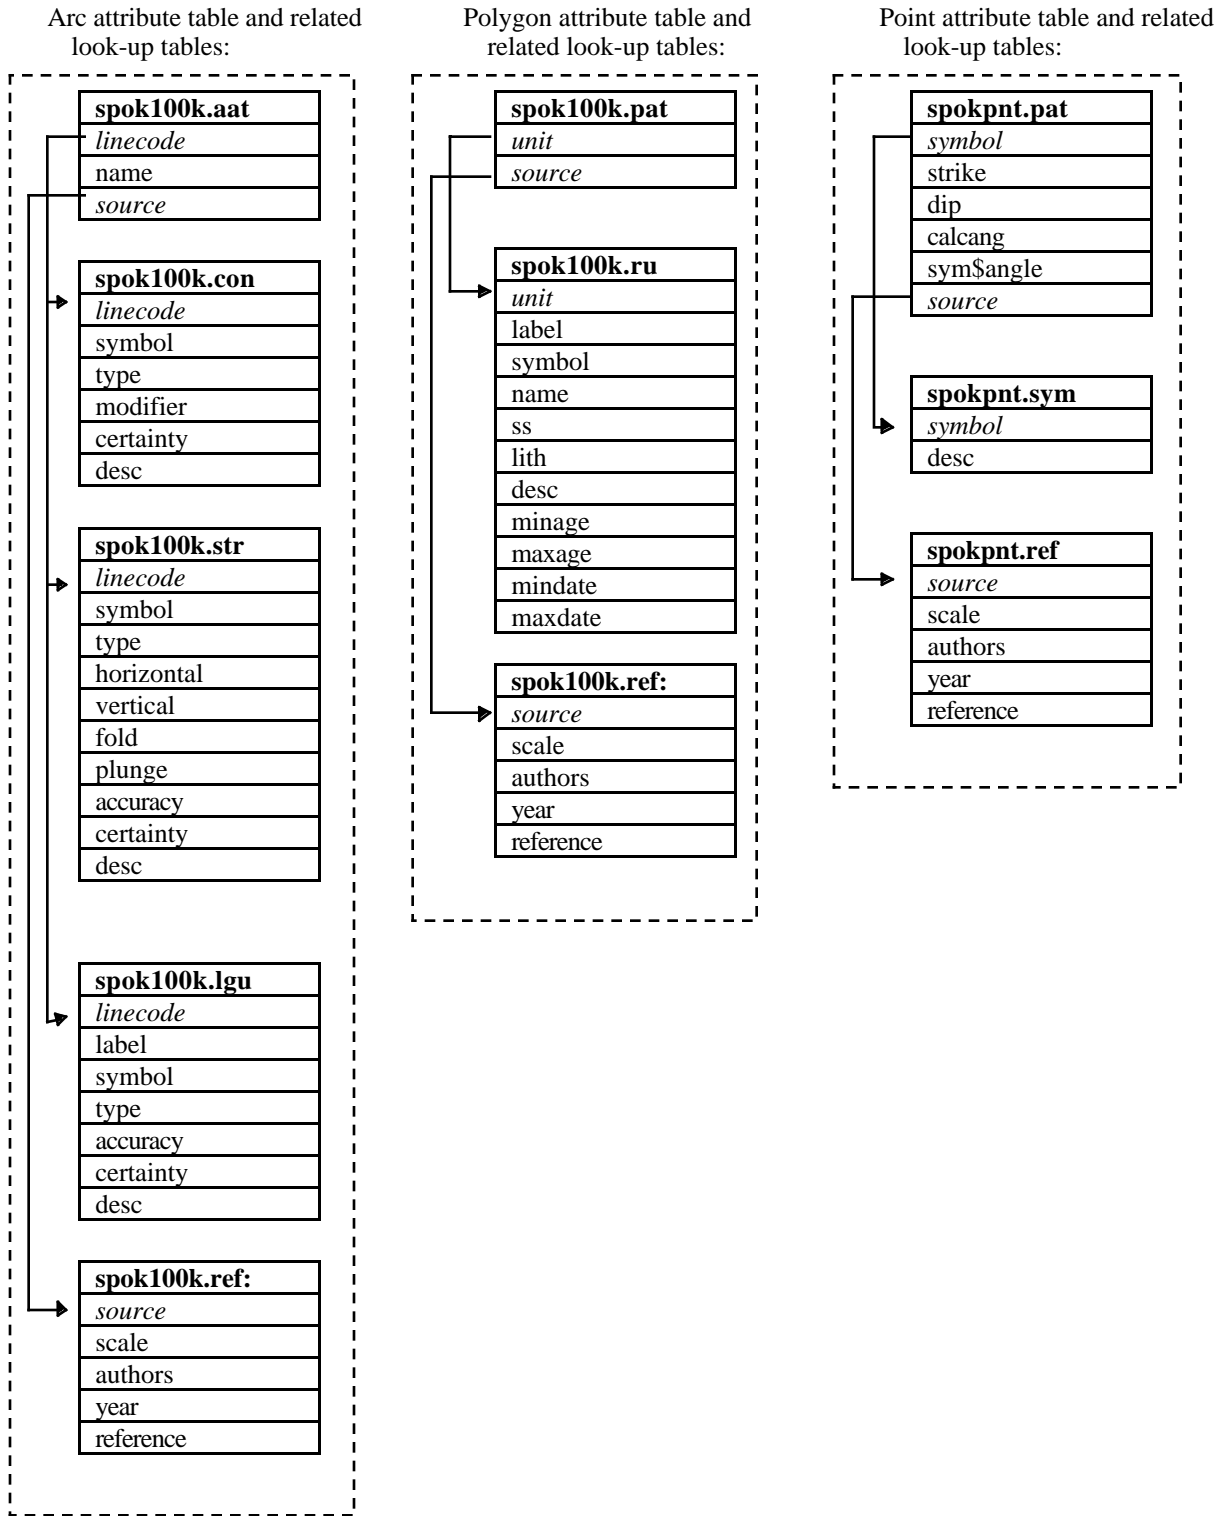 Arc attribute table and related
look-up tables:
spok100k.aat
linecode
name
source
spok100k.con
linecode
symbol
type
modifier
certainty
desc
spok100k.str
linecode
symbol
type
horizontal
vertical
fold
plunge
accuracy
certainty
desc
spok100k.lgu
linecode
label
symbol
type
accuracy
certainty
desc
spok100k.ref:
source
scale
authors
year
reference
Polygon attribute table and
related look-up tables:
spok100k.pat
unit
source
spok100k.ru
unit
label
symbol
name
ss
lith
desc
minage
maxage
mindate
maxdate
spok100k.ref:
source
scale
authors
year
reference
Point attribute table and related
look-up tables:
spokpnt.pat
symbol
strike
dip
calcang
sym$angle
source
spokpnt.sym
symbol
desc
spokpnt.ref
source
scale
authors
year
reference